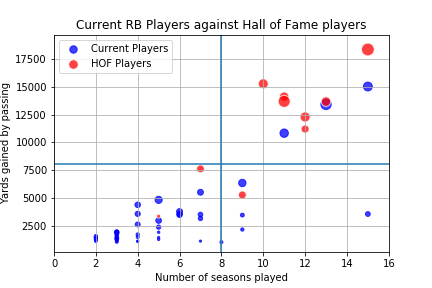 Current RB Players against Hall of Fame players
Current Players
HOF Players
Yards gained by passing
17500
15000
12500
10000
7500
5000
2500
0 2 4 6 8 10 12 14 16
Number of seasons played